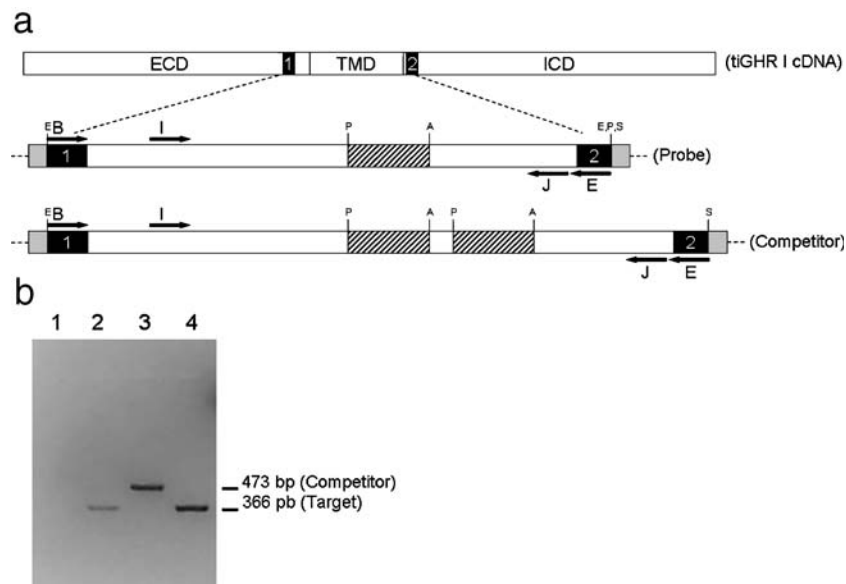 a
ECD 1 TMD 2 ICD (tiGHR I cDNA)
E B I P A E,P,S
1 2 (Probe)
J E
E B I P A P A S
1 2 (Competitor)
J E
b
1 2 3 4
473 bp (Competitor)
366 pb (Target)